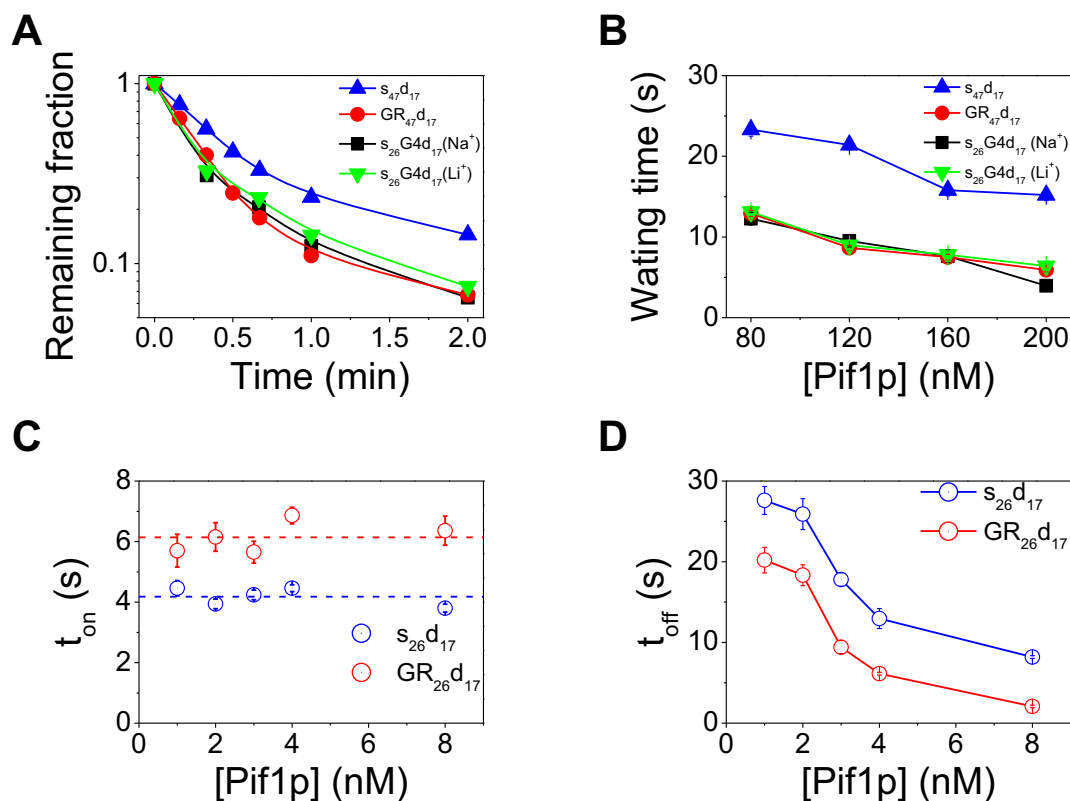 A
Remaining fraction
1
0.1
0.0 0.5 1.0 1.5 2.0
Time (min)
s47d17
GR47d17
s26G4d17(Na+)
s26G4d17(Li+)
B
Wating time (s)
30
20
10
0
80 120 160 200
[Pif1p] (nM)
s47d17
GR47d17
s26G4d17 (Na+)
s26G4d17 (Li+)
C
ton (s)
8
6
4
2
0
0 2 4 6 8
[Pif1p] (nM)
s26d17
GR26d17
D
toff (s)
30
20
10
0
0 2 4 6 8
[Pif1p] (nM)
s26d17
GR26d17